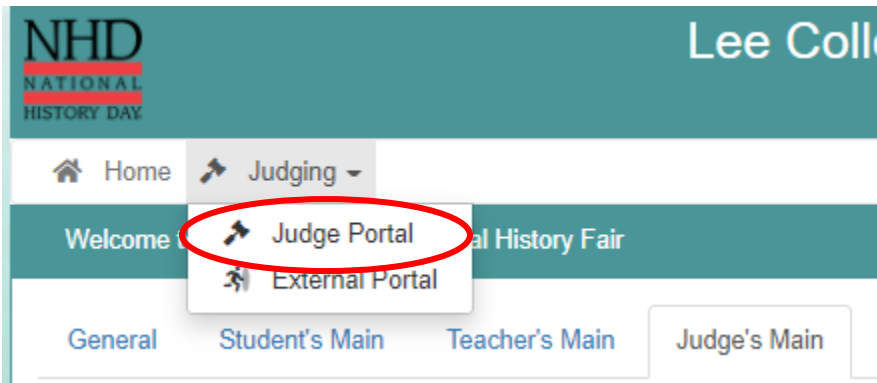 NHD
NATIONAL
HISTORY DAY
Lee Coll
Home Judging
Judge Portal
External Portal
Welcome al History Fair
General Student's Main Teacher's Main Judge's Main